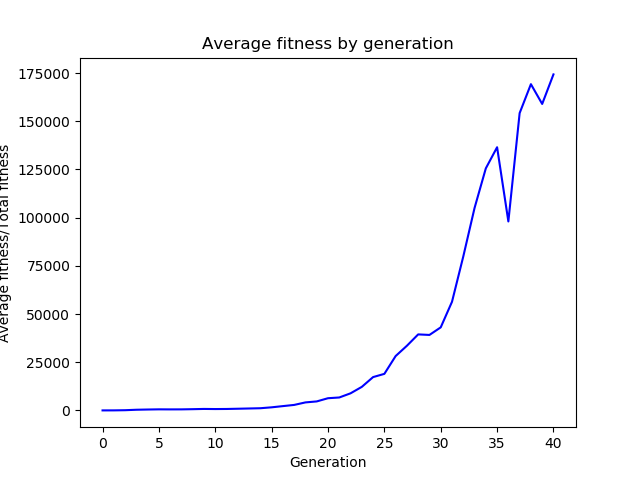 Average fitness by generation
175000
150000
125000
100000
75000
50000
25000
0
Average fitness/Total fitness
0 5 10 15 20 25 30 35 40
Generation